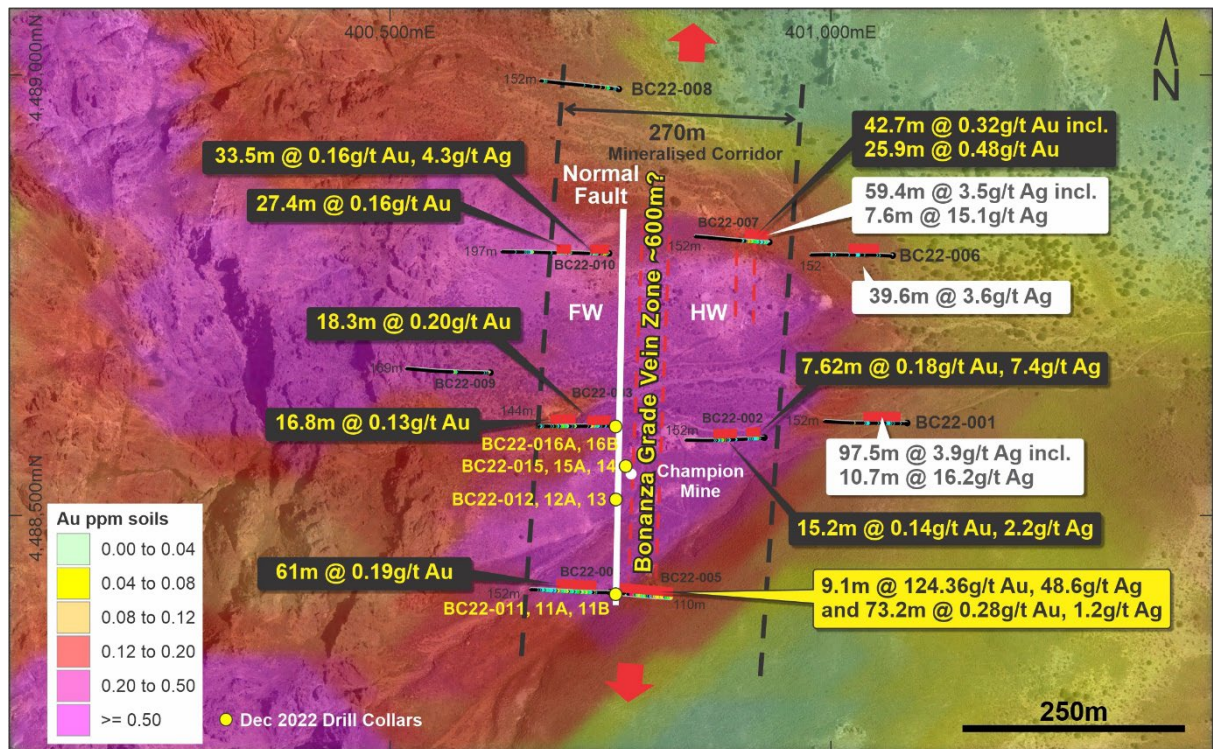 400,500mE
401,000mE
4,489,000mN
4,488,500mN
N
152m
BC22-008
270m
Mineralised Corridor
42.7m @ 0.32g/t Au incl.
25.9m @ 0.48g/t Au
33.5m @ 0.16g/t Au, 4.3g/t Ag
Normal
Fault
59.4m @ 3.5g/t Ag incl.
7.6m @ 15.1g/t Ag
27.4m @ 0.16g/t Au
BC22-007
152m
197m
BC22-010
152
BC22-006
Bonanza Grade Vein Zone ~600m?
39.6m @ 3.6g/t Ag
FW
HW
18.3m @ 0.20g/t Au
7.62m @ 0.18g/t Au, 7.4g/t Ag
BC22-009
144m
16.8m @ 0.13g/t Au
BC22-002
152m
152m
BC22-001
BC22-016A, 16B
BC22-015, 15A, 14
Champion
Mine
97.5m @ 3.9g/t Ag incl.
10.7m @ 16.2g/t Ag
BC22-012, 12A, 13
15.2m @ 0.14g/t Au, 2.2g/t Ag
61m @ 0.19g/t Au
BC22-00
BC22-005
152m
110m
BC22-011, 11A, 11B
9.1m @ 124.36g/t Au, 48.6g/t Ag
and 73.2m @ 0.28g/t Au, 1.2g/t Ag
Au ppm soils
0.00 to 0.04
0.04 to 0.08
0.08 to 0.12
0.12 to 0.20
0.20 to 0.50
>= 0.50
Dec 2022 Drill Collars
250m